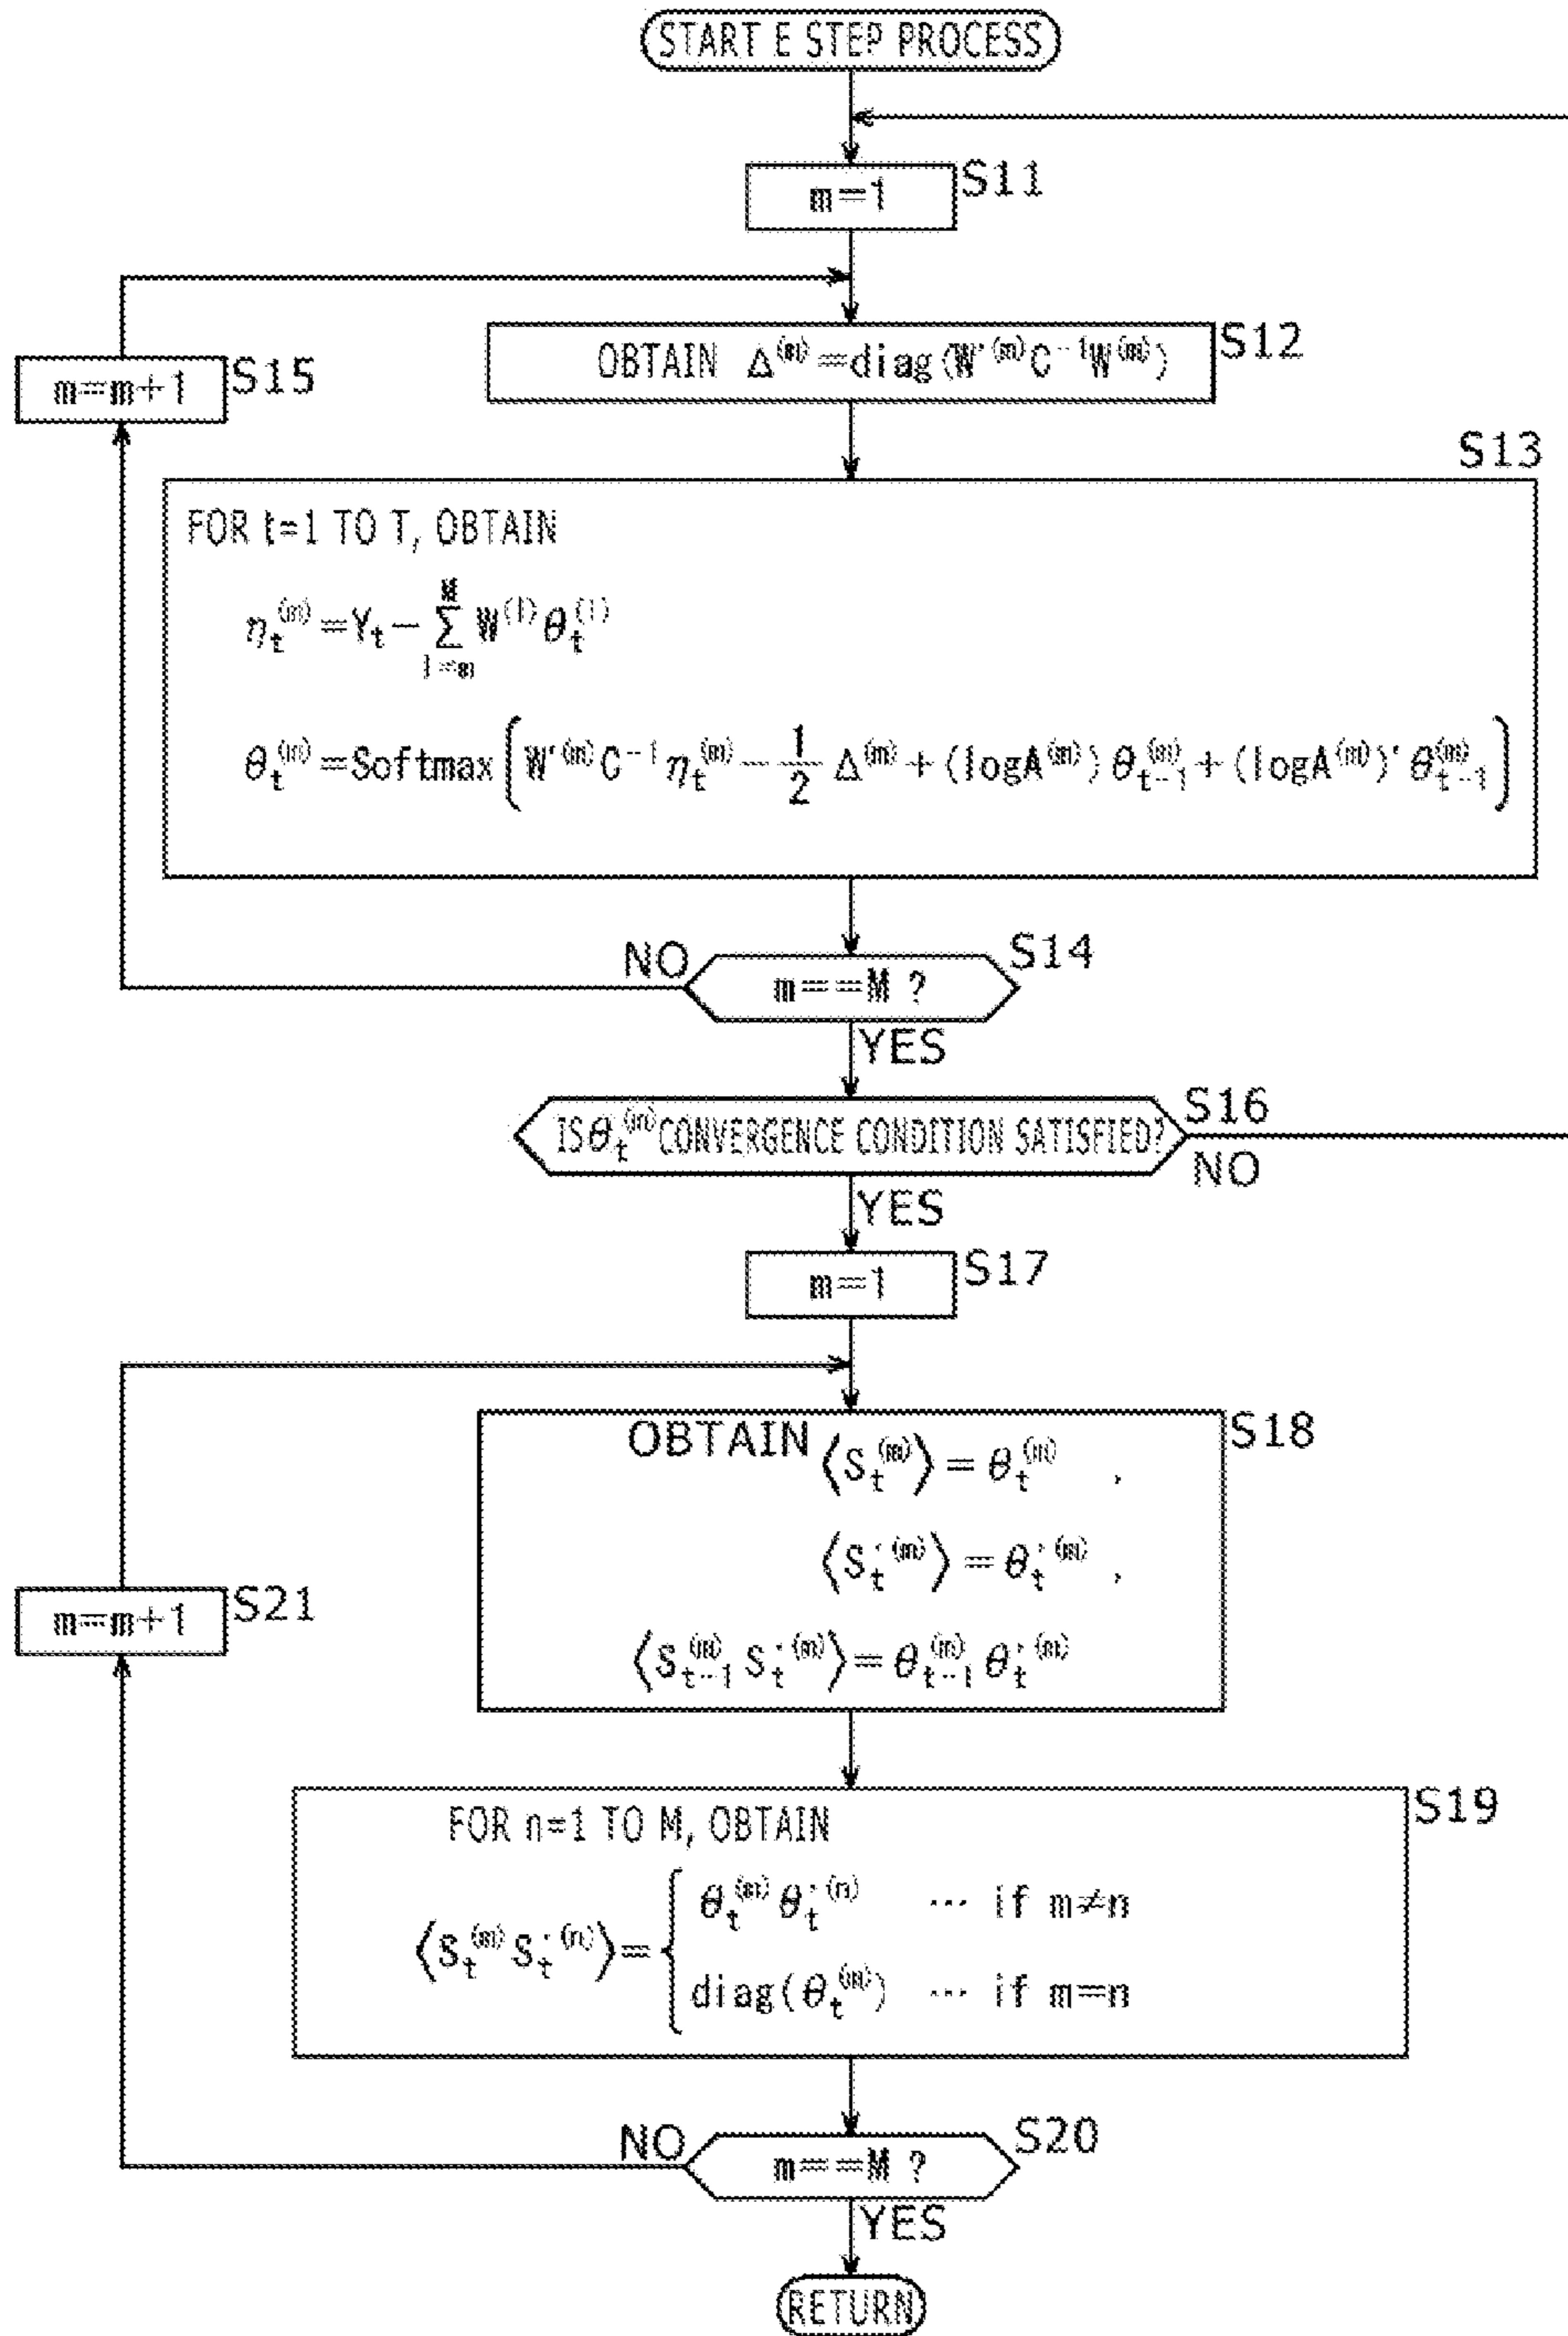 START E STEP PROCESS
m=1 S11
OBTAIN Δ^(m)=diag(W'^(m)C^-1W^(m)) S12
m=m+1 S15
S13
FOR t=1 TO T, OBTAIN
η_t^(m)=Y_t−Σ_{l=m}^{M} W^(l)θ_t^(l)
θ_t^(m)=Softmax[W'^(m)C^-1η_t^(m)−1/2Δ^(m)+(logA^(m))θ_{t-1}^(m)+(logA^(m))'θ_{t-1}^(m)]
NO m==M ? S14
YES
IS θ_t^(m) CONVERGENCE CONDITION SATISFIED? S16
NO
YES
m=1 S17
OBTAIN ⟨S_t^(m)⟩=θ_t^(m) , S18
⟨S_t'^(m)⟩=θ_t'^(m) ,
m=m+1 S21
⟨S_{t-1}^(m) S_t'^(m)⟩=θ_{t-1}^(m) θ_t'^(m)
S19
FOR n=1 TO M, OBTAIN
⟨S_t^(m) S_t'^(n)⟩={ θ_t^(m) θ_t'^(n) ··· if m≠n
diag(θ_t^(m)) ··· if m=n
NO m==M ? S20
YES
RETURN